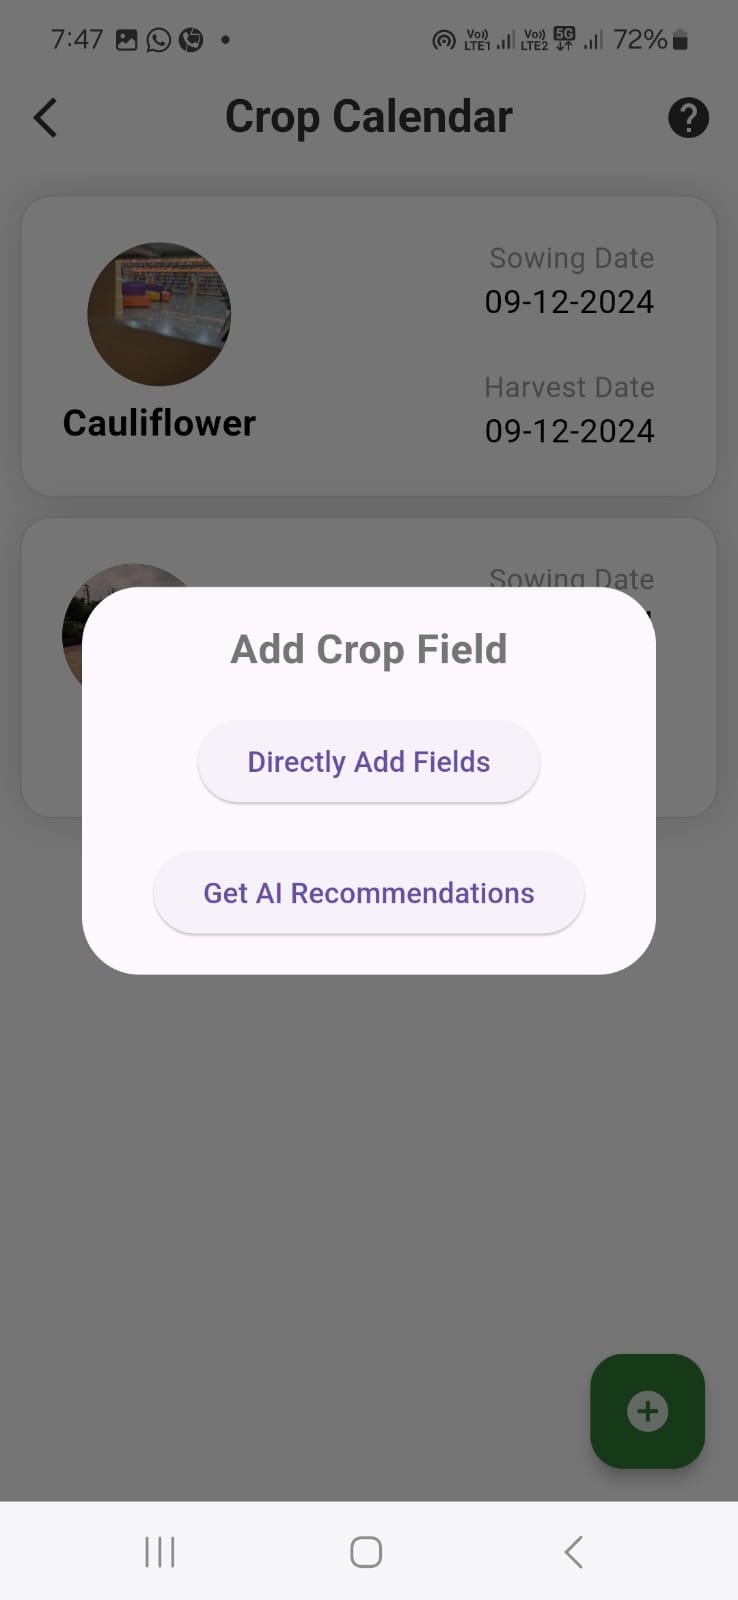 7:47
Vo) LTE1 Vo) LTE2 5G 72%
Crop Calendar
?
Sowing Date
09-12-2024
Harvest Date
09-12-2024
Cauliflower
Sowing Date
Add Crop Field
Directly Add Fields
Get AI Recommendations